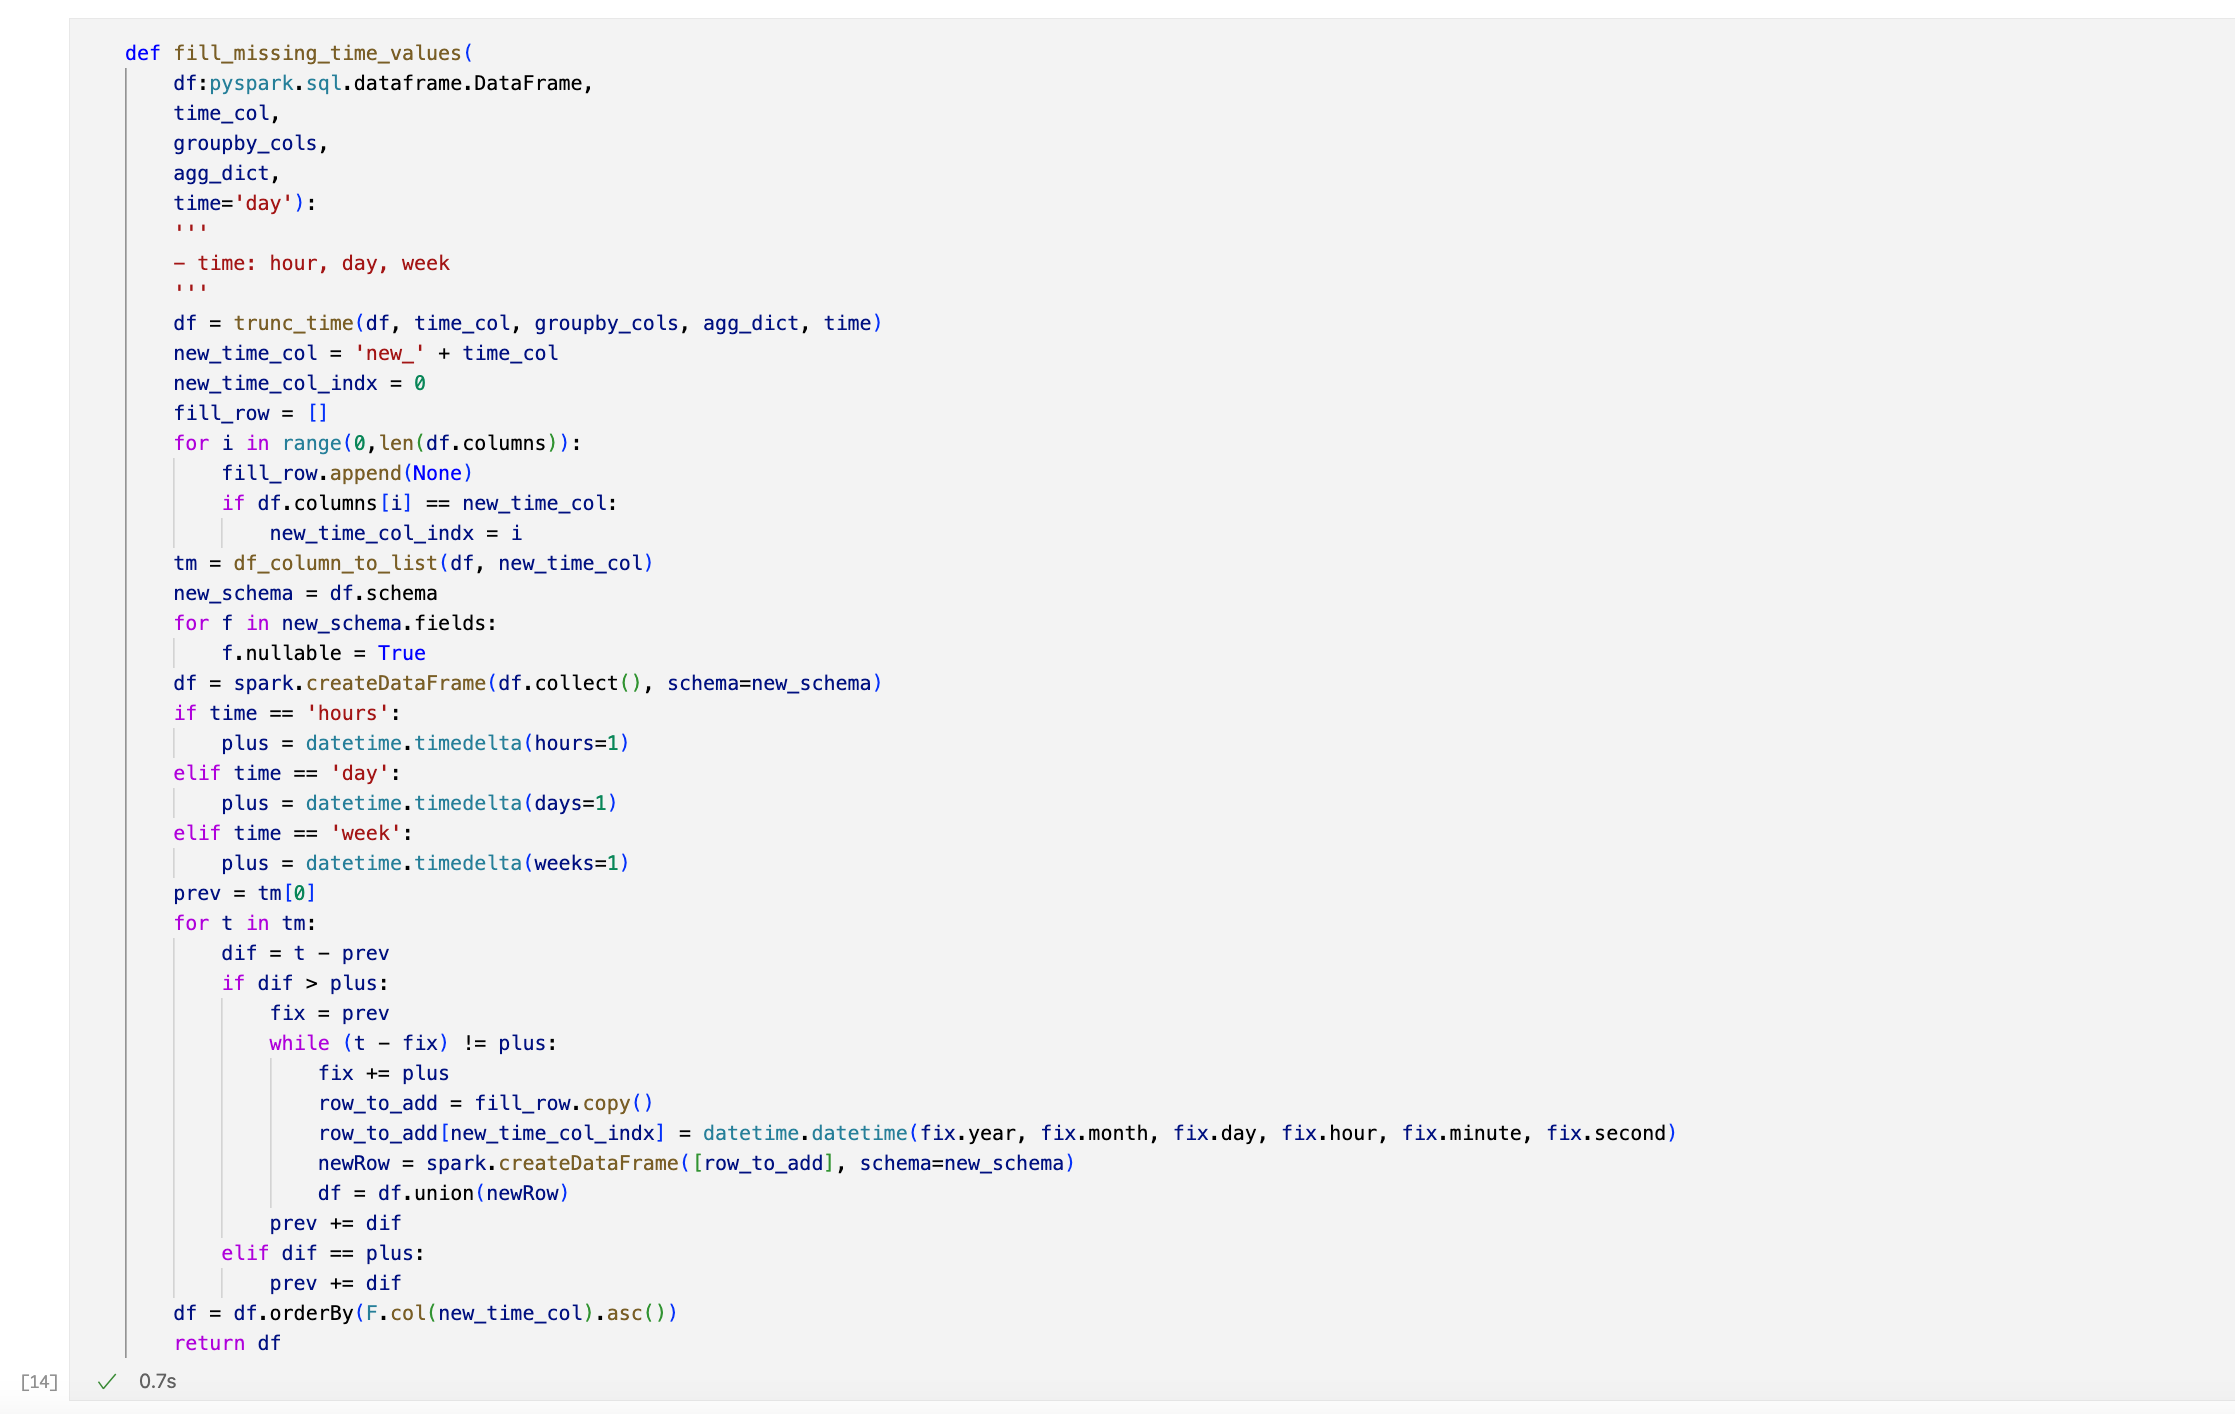 def fill_missing_time_values(
    df:pyspark.sql.dataframe.DataFrame,
    time_col,
    groupby_cols,
    agg_dict,
    time='day'):
    '''
    - time: hour, day, week
    '''
    df = trunc_time(df, time_col, groupby_cols, agg_dict, time)
    new_time_col = 'new_' + time_col
    new_time_col_indx = 0
    fill_row = []
    for i in range(0,len(df.columns)):
        fill_row.append(None)
        if df.columns[i] == new_time_col:
            new_time_col_indx = i
    tm = df_column_to_list(df, new_time_col)
    new_schema = df.schema
    for f in new_schema.fields:
        f.nullable = True
    df = spark.createDataFrame(df.collect(), schema=new_schema)
    if time == 'hours':
        plus = datetime.timedelta(hours=1)
    elif time == 'day':
        plus = datetime.timedelta(days=1)
    elif time == 'week':
        plus = datetime.timedelta(weeks=1)
    prev = tm[0]
    for t in tm:
        dif = t - prev
        if dif > plus:
            fix = prev
            while (t - fix) != plus:
                fix += plus
                row_to_add = fill_row.copy()
                row_to_add[new_time_col_indx] = datetime.datetime(fix.year, fix.month, fix.day, fix.hour, fix.minute, fix.second)
                newRow = spark.createDataFrame([row_to_add], schema=new_schema)
                df = df.union(newRow)
            prev += dif
        elif dif == plus:
            prev += dif
    df = df.orderBy(F.col(new_time_col).asc())
    return df
[14] ✓ 0.7s